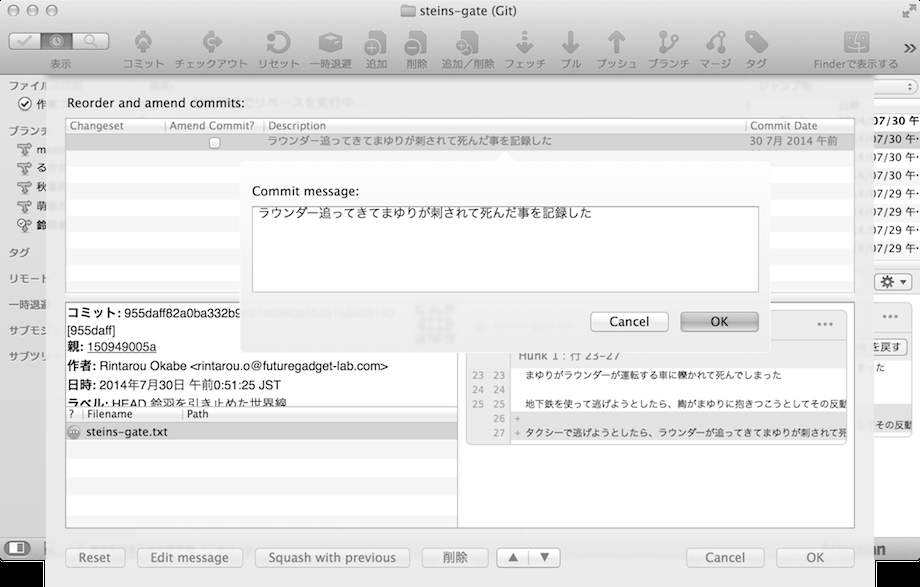 steins-gate (Git)
表示
コミット
チェックアウト
リセット
一時退避
追加
削除
追加/削除
フェッチ
プル
プッシュ
ブランチ
マージ
タグ
Finderで表示する
ファイル
Reorder and amend commits:
Changeset
Amend Commit?
Description
Commit Date
ラウンダー追ってきてまゆりが刺されて死んだ事を記録した
30 7月 2014 午前
ブランチ
m
る
秋
萌
鈴
タグ
リモート
一時退避
サブモジ
サブツリ
/07/30 午
/07/30 午
/07/30 午
/07/30 午
/07/29 午
/07/29 午
/07/29 午
/07/29 午
Commit message:
ラウンダー追ってきてまゆりが刺されて死んだ事を記録した
Cancel
OK
コミット: 955daff82a0ba332b9
[955daff]
親: 150949005a
作者: Rintarou Okabe <rintarou.o@futuregadget-lab.com>
日時: 2014年7月30日 午前0:51:25 JST
ラベル: HEAD 鈴羽を引き止めた世界線
? Filename
Path
steins-gate.txt
Hunk 1 : 行 23-27
23 23 まゆりがラウンダーが運転する車に轢かれて死んでしまった
24 24
25 25 地下鉄を使って逃げようとしたら、綯がまゆりに抱きつこうとしてその反動
26 +
27 + タクシーで逃げようとしたら、ラウンダーが追ってきてまゆりが刺されて死
を戻す
た
その反動
Reset
Edit message
Squash with previous
削除
Cancel
OK